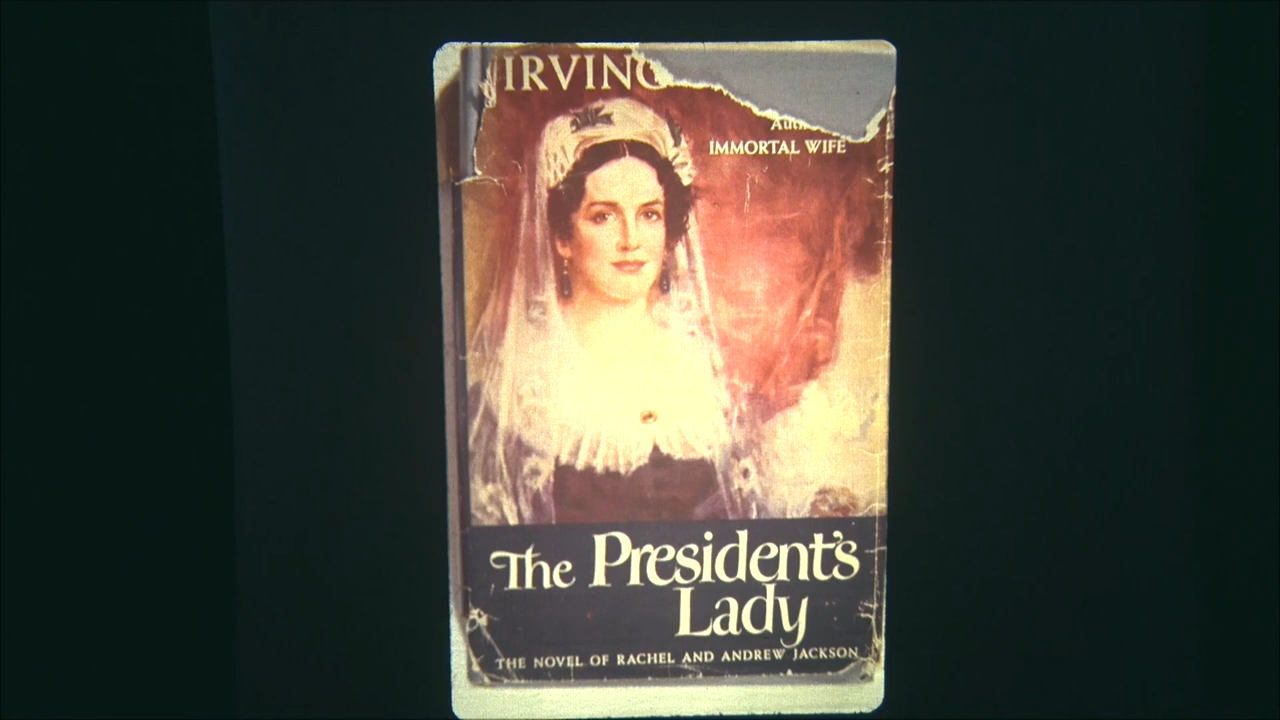 IRVING
IMMORTAL WIFE
The President's
Lady
THE NOVEL OF RACHEL AND ANDREW JACKSON